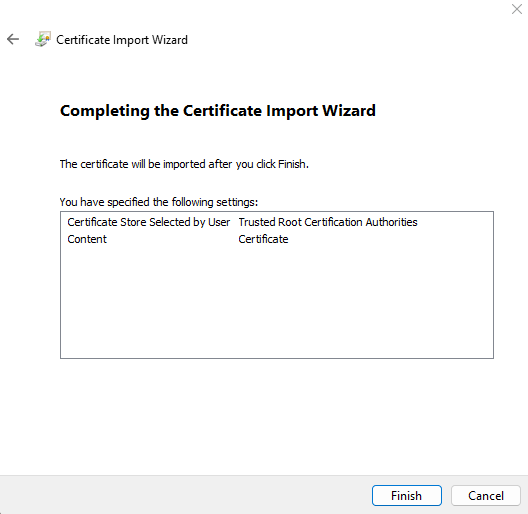 Certificate Import Wizard
Completing the Certificate Import Wizard
The certificate will be imported after you click Finish.
You have specified the following settings:
Certificate Store Selected by User Trusted Root Certification Authorities
Content Certificate
Finish Cancel